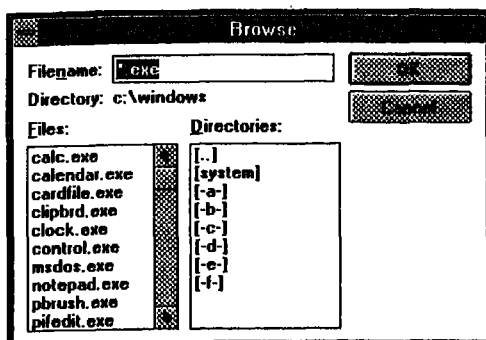 Browse
Filename: *.exe
OK
Directory: c:\windows
Cancel
Files:
Directories:
calc.exe
calendar.exe
cardfile.exe
clipbrd.exe
clock.exe
control.exe
msdos.exe
notepad.exe
pbrush.exe
pifedit.exe
[..]
[system]
[-a-]
[-b-]
[-c-]
[-d-]
[-e-]
[-f-]